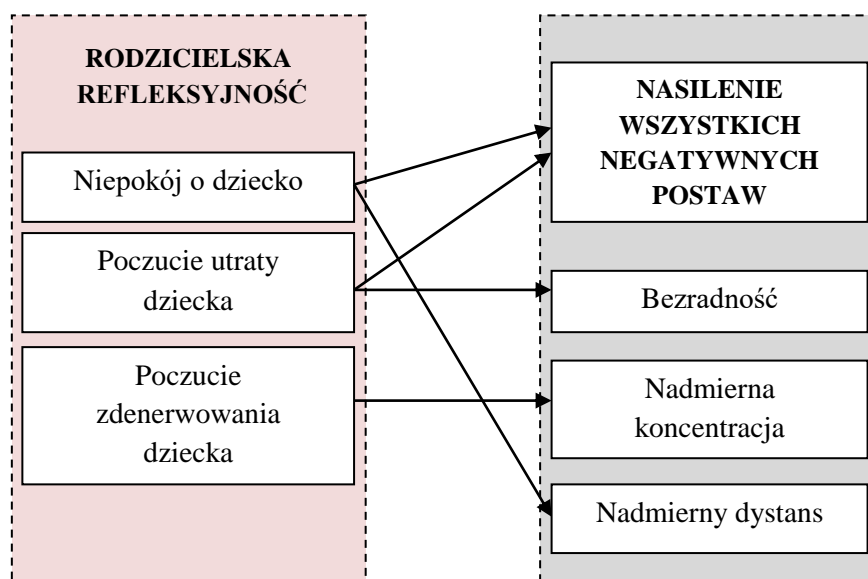 RODZICIELSKA
REFLEKSYJNOŚĆ
Niepokój o dziecko
Poczucie utraty
dziecka
Poczucie
zdenerwowania
dziecka
NASILENIE
WSZYSTKICH
NEGATYWNYCH
POSTAW
Bezradność
Nadmierna
koncentracja
Nadmierny dystans